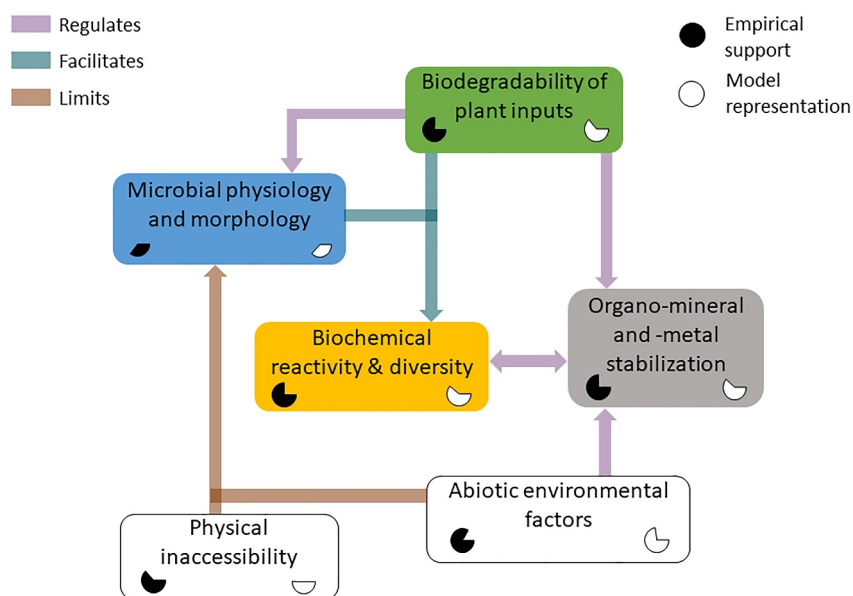 Regulates
Facilitates
Limits
Empirical
support
Model
representation
Biodegradability of
plant inputs
Microbial physiology
and morphology
Biochemical
reactivity & diversity
Organo-mineral
and -metal
stabilization
Abiotic environmental
factors
Physical
inaccessibility